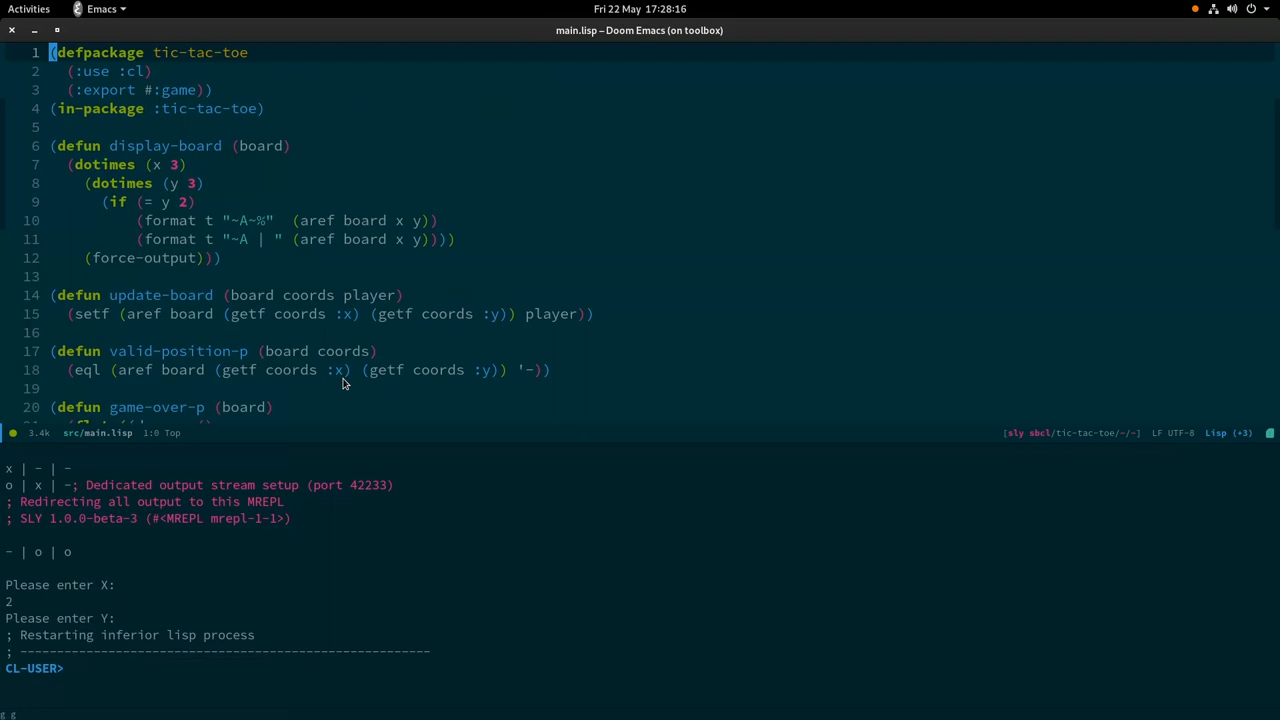 Activities Emacs Fri 22 May 17:28:16
main.lisp – Doom Emacs (on toolbox)
1 (defpackage tic-tac-toe
2 (:use :cl)
3 (:export #:game))
4 (in-package :tic-tac-toe)
5
6 (defun display-board (board)
7 (dotimes (x 3)
8 (dotimes (y 3)
9 (if (= y 2)
10 (format t "~A~%" (aref board x y))
11 (format t "~A | " (aref board x y))))
12 (force-output)))
13
14 (defun update-board (board coords player)
15 (setf (aref board (getf coords :x) (getf coords :y)) player))
16
17 (defun valid-position-p (board coords)
18 (eql (aref board (getf coords :x) (getf coords :y)) '-))
19
20 (defun game-over-p (board)
3.4k src/main.lisp 1:0 Top [sly sbcl/tic-tac-toe/-/-] LF UTF-8 Lisp (+3)
x | - | -
o | x | -; Dedicated output stream setup (port 42233)
; Redirecting all output to this MREPL
; SLY 1.0.0-beta-3 (#<MREPL mrepl-1-1>)
- | o | o
Please enter X:
2
Please enter Y:
; Restarting inferior lisp process
; -------------------------------------------------------
CL-USER>
g g